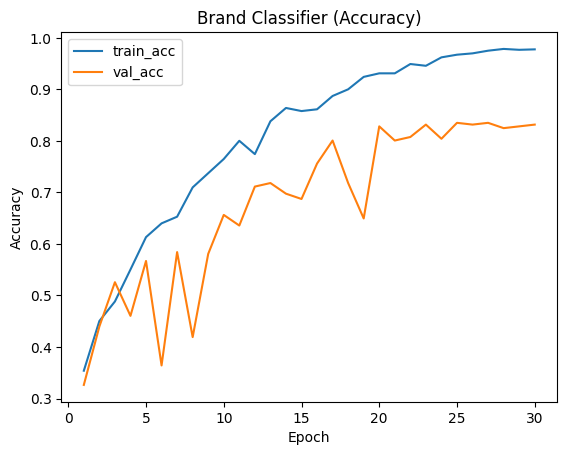 Brand Classifier (Accuracy)
train_acc
val_acc
1.0
0.9
0.8
0.7
0.6
0.5
0.4
0.3
Accuracy
0 5 10 15 20 25 30
Epoch